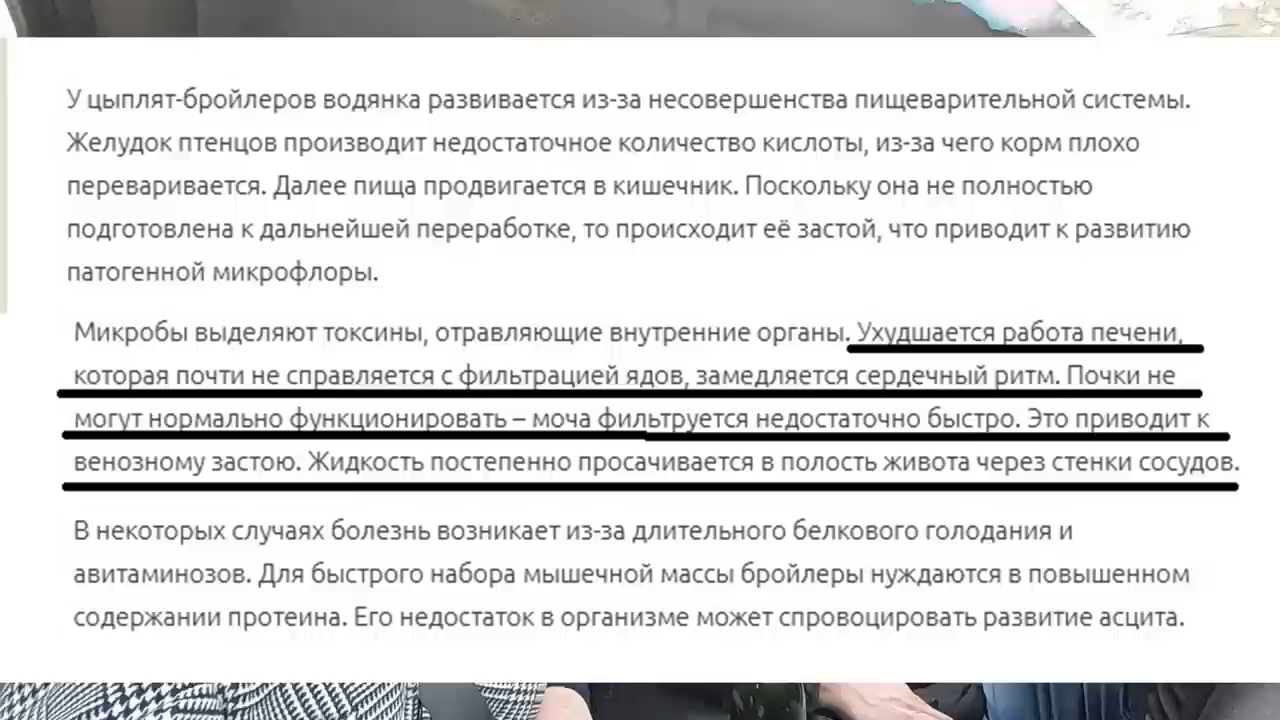 У цыплят-бройлеров водянка развивается из-за несовершенства пищеварительной системы.
Желудок птенцов производит недостаточное количество кислоты, из-за чего корм плохо
переваривается. Далее пища продвигается в кишечник. Поскольку она не полностью
подготовлена к дальнейшей переработке, то происходит её застой, что приводит к развитию
патогенной микрофлоры.
Микробы выделяют токсины, отравляющие внутренние органы. Ухудшается работа печени,
которая почти не справляется с фильтрацией ядов, замедляется сердечный ритм. Почки не
могут нормально функционировать – моча фильтруется недостаточно быстро. Это приводит к
венозному застою. Жидкость постепенно просачивается в полость живота через стенки сосудов.
В некоторых случаях болезнь возникает из-за длительного белкового голодания и
авитаминозов. Для быстрого набора мышечной массы бройлеры нуждаются в повышенном
содержании протеина. Его недостаток в организме может спровоцировать развитие асцита.